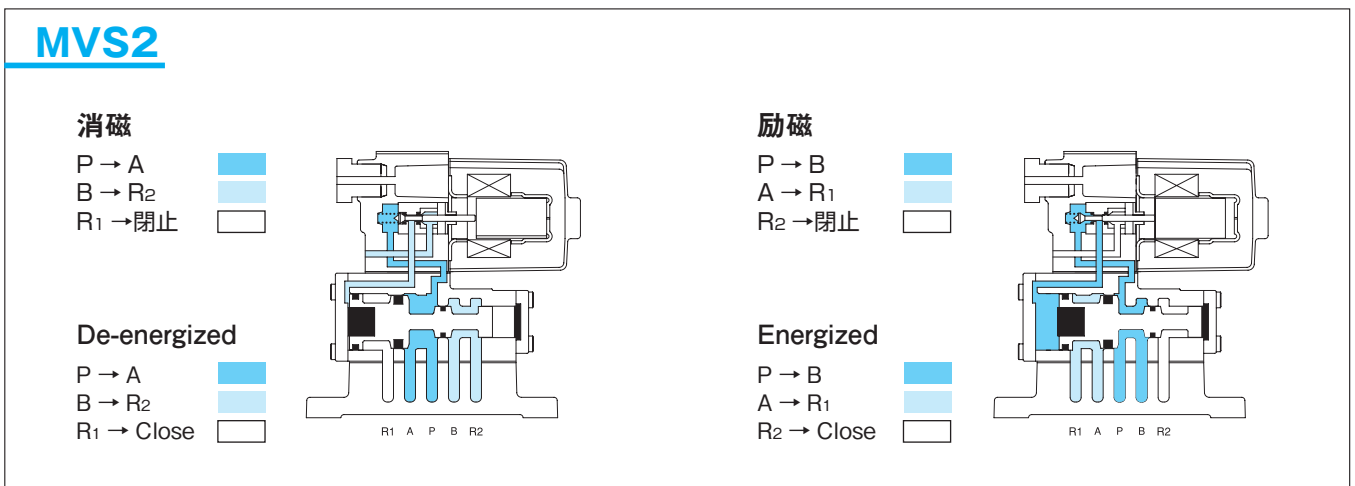 MVS2
消磁
P → A
B → R2
R1 →閉止
De-energized
P → A
B → R2
R1 → Close
R1 A P B R2
励磁
P → B
A → R1
R2 →閉止
Energized
P → B
A → R1
R2 → Close
R1 A P B R2